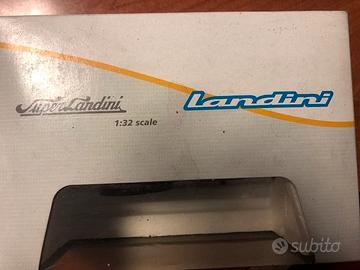 SuperLandini
Landini
1:32 scale
subito